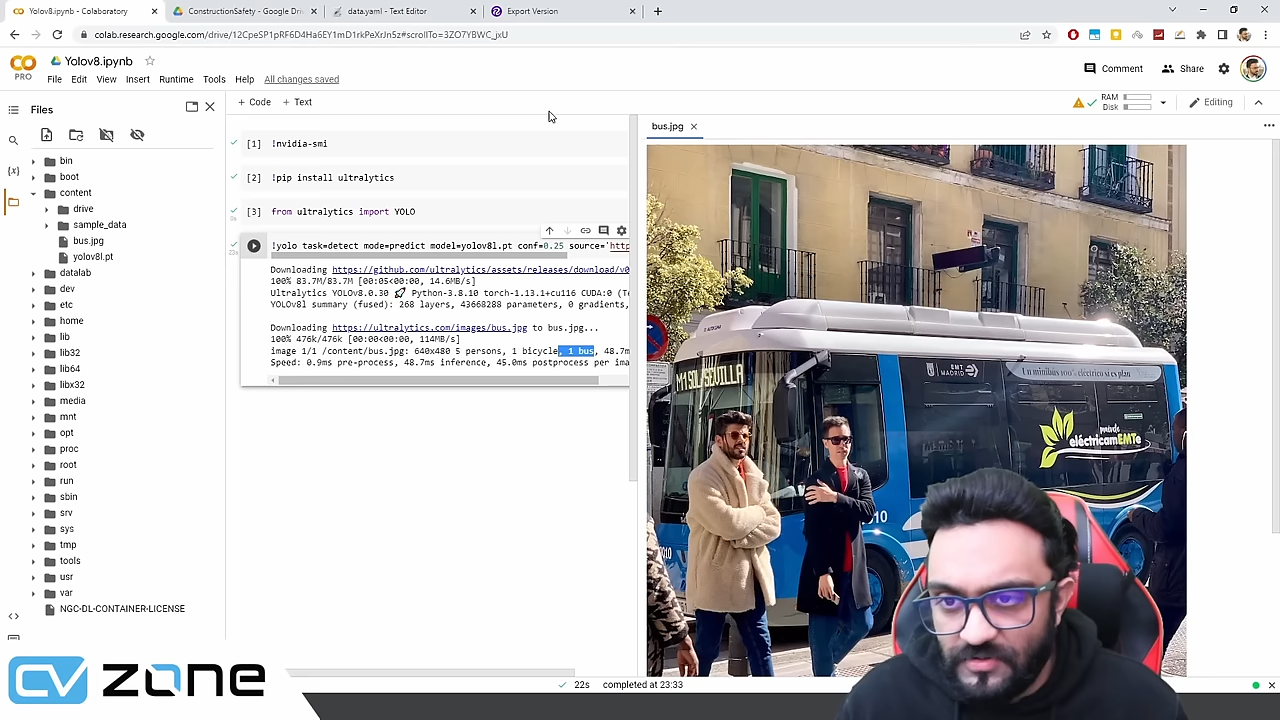 Yolov8.ipynb - Colaboratory
ConstructionSafety - Google Dri
data.yaml - Text Editor
Export Version
colab.research.google.com/drive/12CpeSP1pRF6D4Ha6EY1mD1rkPeXrJn5z#scrollTo=3ZO7YBWC_jxU
PRO
Yolov8.ipynb
File Edit View Insert Runtime Tools Help All changes saved
Comment
Share
Files
+ Code + Text
RAM
Disk
Editing
bin
boot
content
drive
sample_data
bus.jpg
yolov8l.pt
datalab
dev
etc
home
lib
lib32
lib64
libx32
media
mnt
opt
proc
root
run
sbin
srv
sys
tmp
tools
usr
var
NGC-DL-CONTAINER-LICENSE
[1] !nvidia-smi
[2] !pip install ultralytics
[3] from ultralytics import YOLO
!yolo task=detect mode=predict model=yolov8l.pt conf=0.25 source='http
Downloading https://github.com/ultralytics/assets/releases/download/v0
100% 83.7M/83.7M [00:05<00:00, 14.6MB/s]
Ultralytics YOLOv8.0.30 🚀 Python-3.8.10 torch-1.13.1+cu116 CUDA:0 (Te
YOLOv8l summary (fused): 268 layers, 43668288 parameters, 0 gradients,
Downloading https://ultralytics.com/images/bus.jpg to bus.jpg...
100% 476k/476k [00:00<00:00, 114MB/s]
image 1/1 /content/bus.jpg: 640x480 5 persons, 1 bicycle, 1 bus, 48.7m
Speed: 0.9ms pre-process, 48.7ms inference, 45.0ms postprocess per ima
bus.jpg
M1 SOL/SEVILLA
EMT
MADRID
Un minibús 100% eléctrico si es plan
muévete
eléctricamEMTe
22s completed at 23:33
CV ZONE